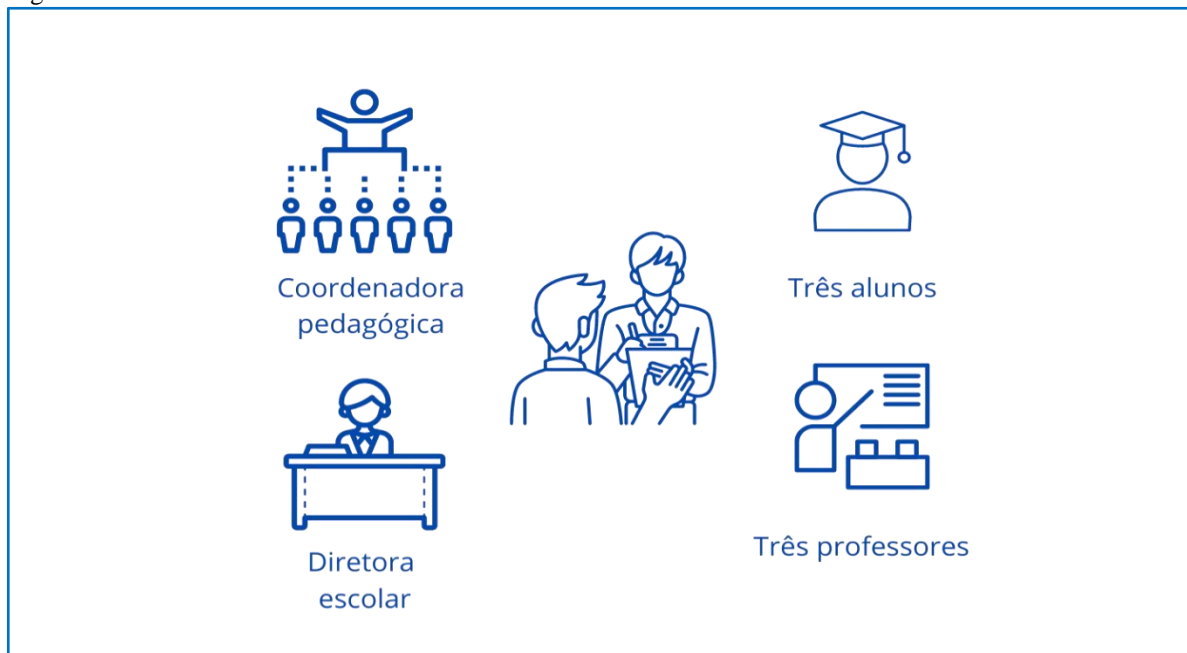 Coordenadora
pedagógica
Três alunos
Diretora
escolar
Três professores